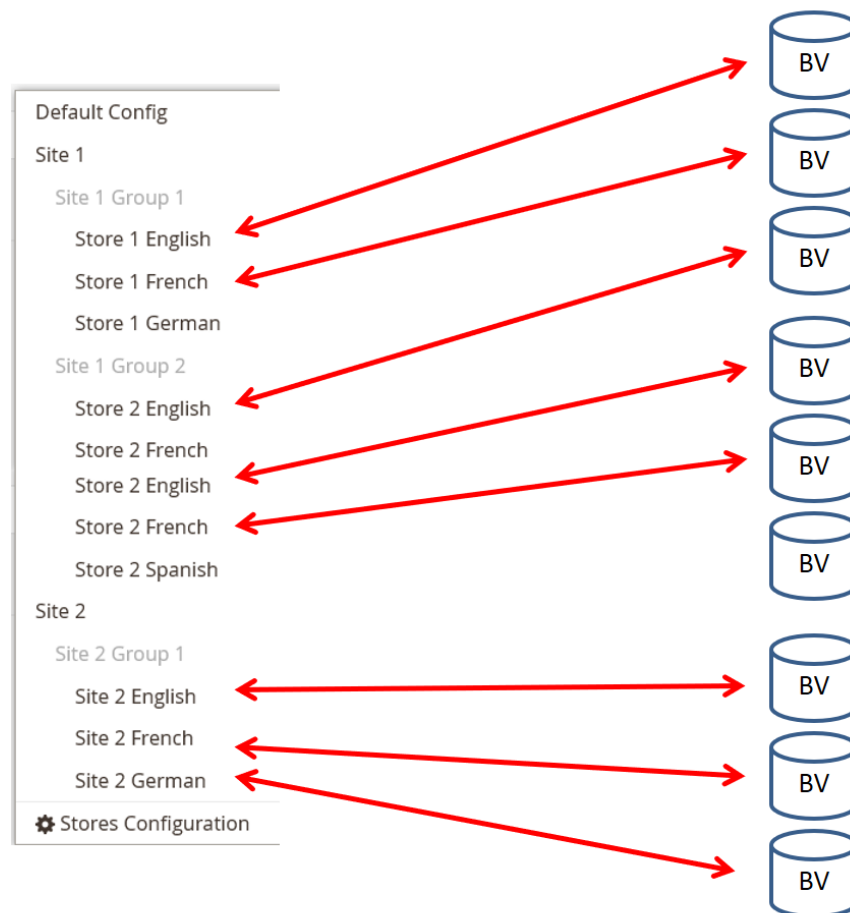 Default Config
Site 1
Site 1 Group 1
Store 1 English
Store 1 French
Store 1 German
Site 1 Group 2
Store 2 English
Store 2 French
Store 2 English
Store 2 French
Store 2 Spanish
Site 2
Site 2 Group 1
Site 2 English
Site 2 French
Site 2 German
Stores Configuration
BV
BV
BV
BV
BV
BV
BV
BV
BV